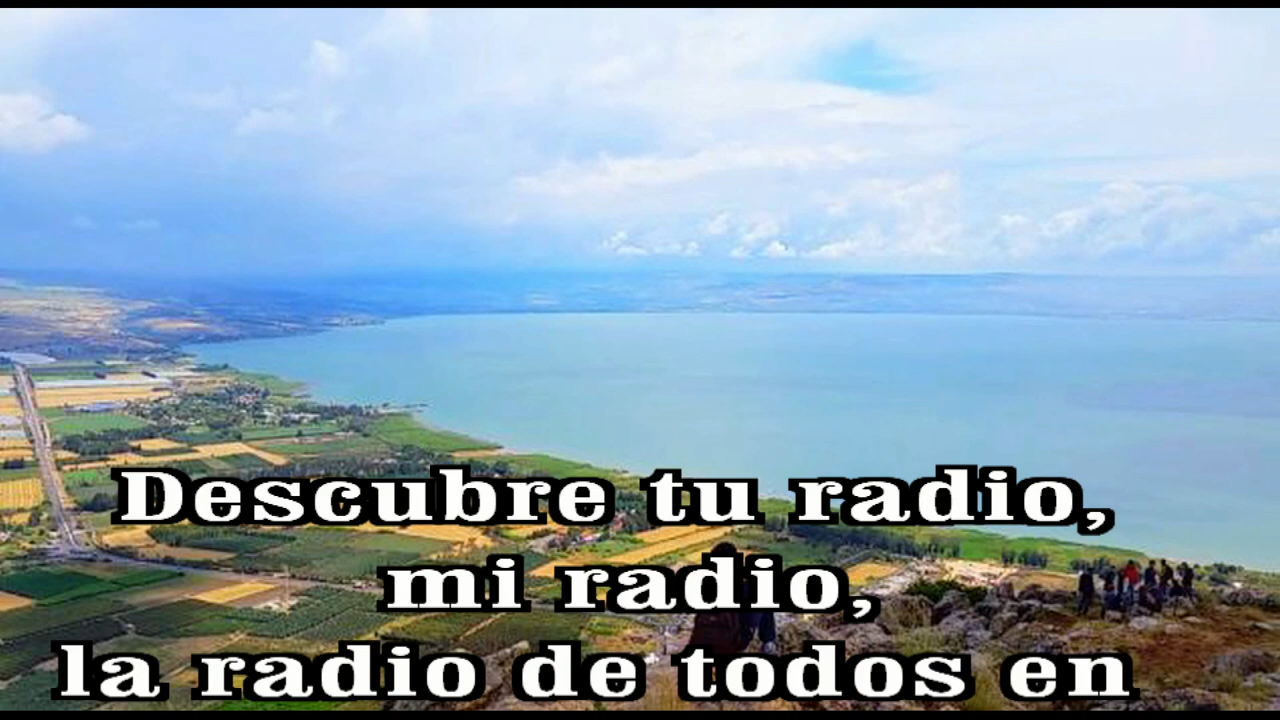 Descubre tu radio,
mi radio,
la radio de todos en